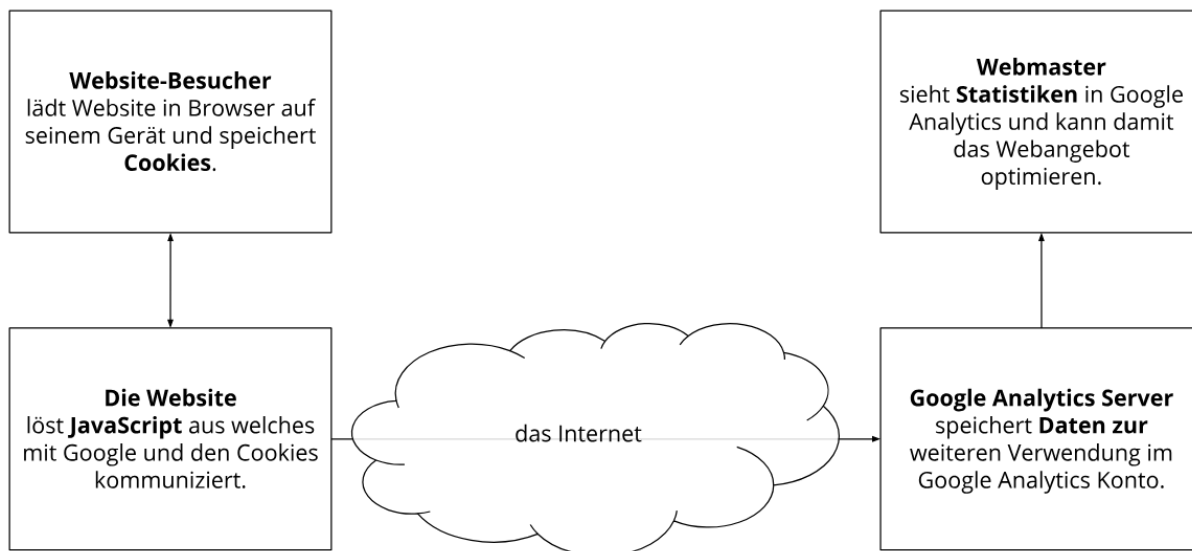 Website-Besucher
lädt Website in Browser auf
seinem Gerät und speichert
Cookies.
Webmaster
sieht Statistiken in Google
Analytics und kann damit
das Webangebot
optimieren.
Die Website
löst JavaScript aus welches
mit Google und den Cookies
kommuniziert.
das Internet
Google Analytics Server
speichert Daten zur
weiteren Verwendung im
Google Analytics Konto.